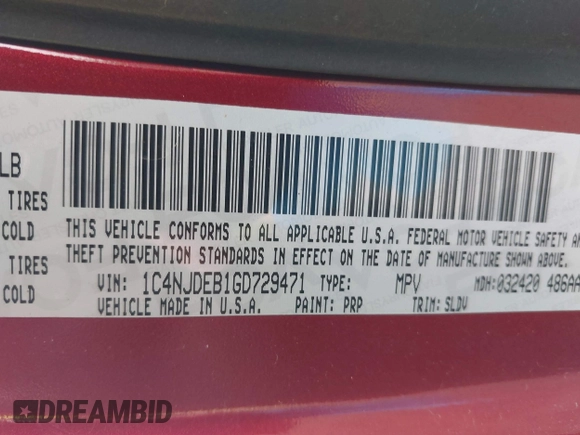 LB
TIRES
COLD
TIRES
COLD
THIS VEHICLE CONFORMS TO ALL APPLICABLE U.S.A. FEDERAL MOTOR VEHICLE SAFETY AN
THEFT PREVENTION STANDARDS IN EFFECT ON THE DATE OF MANUFACTURE SHOWN ABOVE.
VIN: 1C4NJDEB1GD729471 TYPE: MPV MDH:032420 486AA
VEHICLE MADE IN U.S.A. PAINT: PRP TRIM: SLDV
DREAMBID